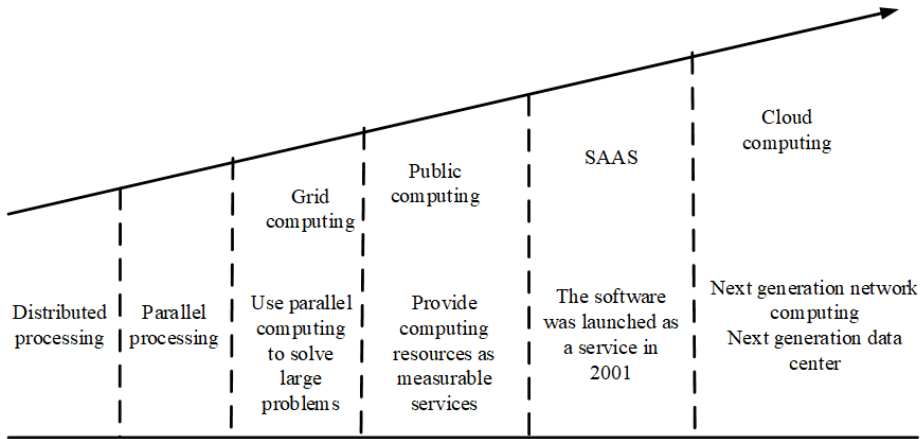 Distributed
processing
Parallel
processing
Grid
computing
Use parallel
computing
to solve
large
problems
Public
computing
Provide
computing
resources as
measurable
services
SAAS
The software
was launched as
a service in
2001
Cloud
computing
Next generation network
computing
Next generation data
center